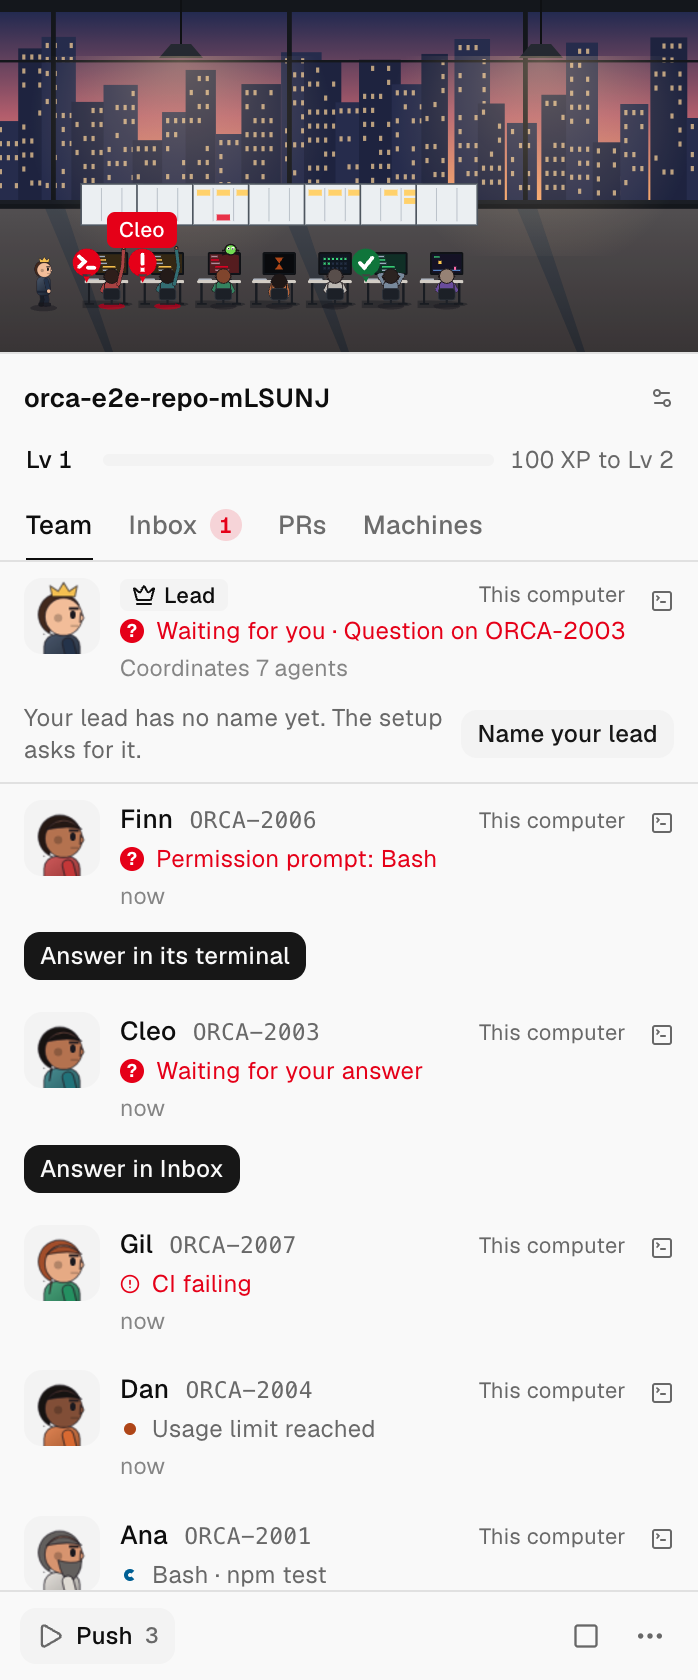 Cleo
orca-e2e-repo-mLSUNJ
Lv 1
100 XP to Lv 2
Team
Inbox 1
PRs
Machines
Lead
This computer
Waiting for you · Question on ORCA-2003
Coordinates 7 agents
Your lead has no name yet. The setup
asks for it.
Name your lead
Finn ORCA-2006
This computer
Permission prompt: Bash
now
Answer in its terminal
Cleo ORCA-2003
This computer
Waiting for your answer
now
Answer in Inbox
Gil ORCA-2007
This computer
CI failing
now
Dan ORCA-2004
This computer
Usage limit reached
now
Ana ORCA-2001
This computer
Bash · npm test
Push 3